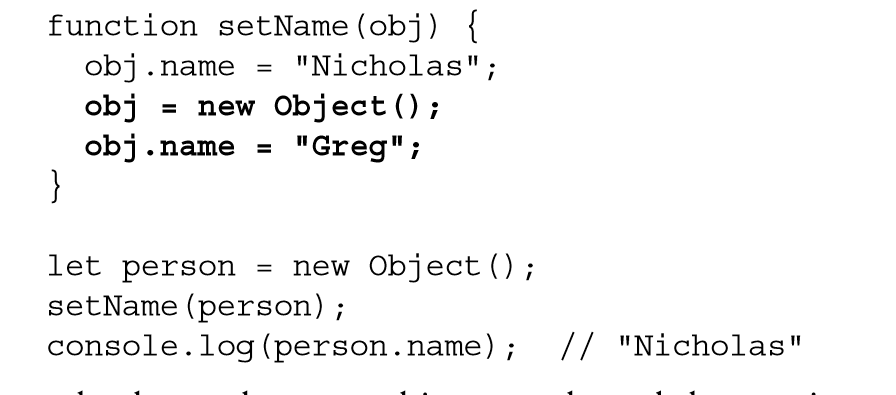 function setName(obj) {
  obj.name = "Nicholas";
  obj = new Object();
  obj.name = "Greg";
}

let person = new Object();
setName(person);
console.log(person.name);  // "Nicholas"